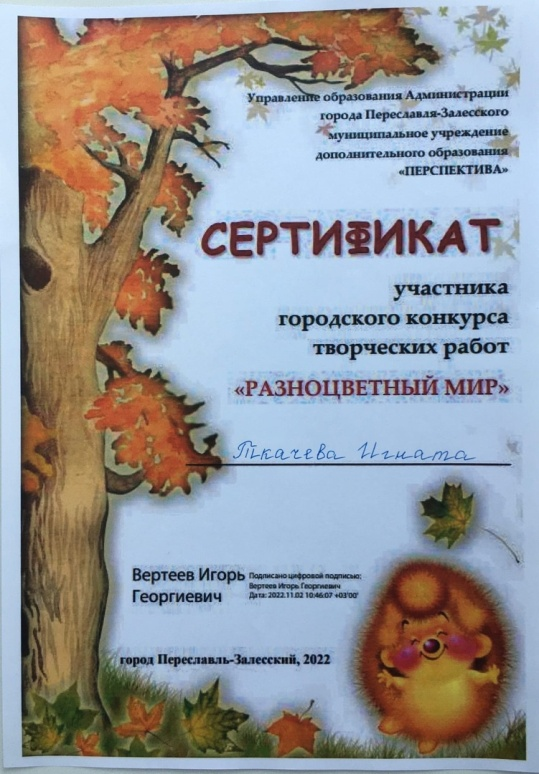 Управление образования Администрации
города Переславля-Залесского
муниципальное учреждение
дополнительного образования
«ПЕРСПЕКТИВА»
СЕРТИФИКАТ
участника
городского конкурса
творческих работ
«РАЗНОЦВЕТНЫЙ МИР»
Ткачева Игната
Вертеев Игорь
Георгиевич
Подписано цифровой подписью:
Вертеев Игорь Георгиевич
Дата: 2022.11.02 10:46:07 +03'00'
город Переславль-Залесский, 2022